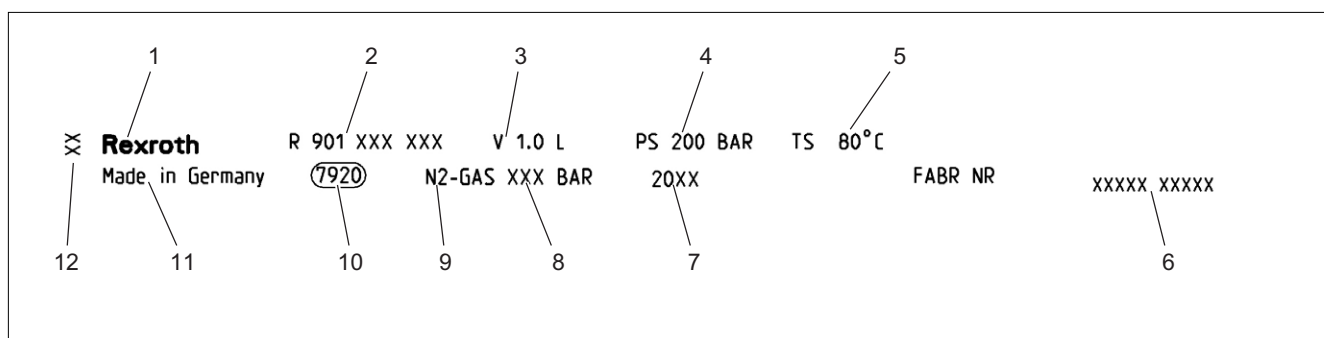 1 2 3 4 5
XX Rexroth R 901 XXX XXX V 1.0 L PS 200 BAR TS 80°C
Made in Germany 7920 N2-GAS XXX BAR 20XX FABR NR XXXXX XXXXX
12 11 10 9 8 7 6